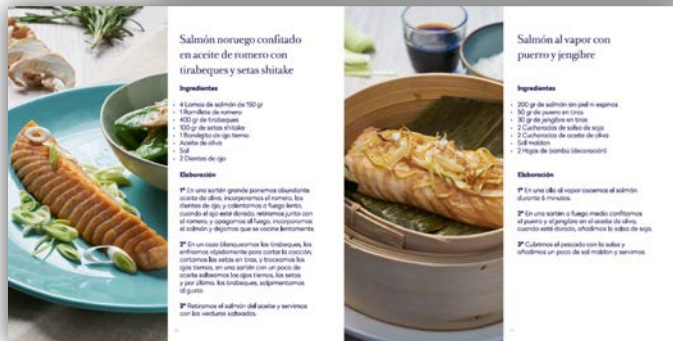 Salmón noruego confitado
en aceite de romero con
tirabeques y setas shitake
Ingredientes
4 Lomos de salmón de 150 gr
1 Ramillete de romero
400 gr de tirabeques
100 gr de setas shitake
1 Bandejita de ajo tierno
Aceite de oliva
Sal
2 Dientes de ajo
Elaboración
1º En una sartén grande ponemos abundante
aceite de oliva, incorporamos el romero, los
dientes de ajo, y calentamos a fuego lento,
cuando el ajo esté dorado, retiramos junto con
el romero, y apagamos el fuego, incorporamos
el salmón y dejamos que se cocine lentamente
2º En un cazo blanqueamos los tirabeques, los
enfriamos rápidamente para cortar la cocción,
cortamos las setas en tiras, y troceamos los
ajos tiernos, en una sartén con un poco de
aceite salteamos los ajos tiernos, las setas
y por último, los tirabeques, salpimentamos
al gusto.
3º Retiramos el salmón del aceite y servimos
con las verduras salteadas.
Salmón al vapor con
puerro y jengibre
Ingredientes
200 gr de salmón sin piel ni espinas
50 gr de puerro en tiras
30 gr de jengibre en tiras
2 Cucharadas de salsa de soja
2 Cucharadas de aceite de oliva
Sal maldon
2 Hojas de bambú (decoración)
Elaboración
1º En una olla al vapor cocemos el salmón
durante 6 minutos.
2º En una sartén a fuego medio confitamos
el puerro y el jengibre en el aceite de oliva,
cuando esté dorado, añadimos la salsa de soja.
3º Cubrimos el pescado con la salsa y
añadimos un poco de sal maldon y servimos.